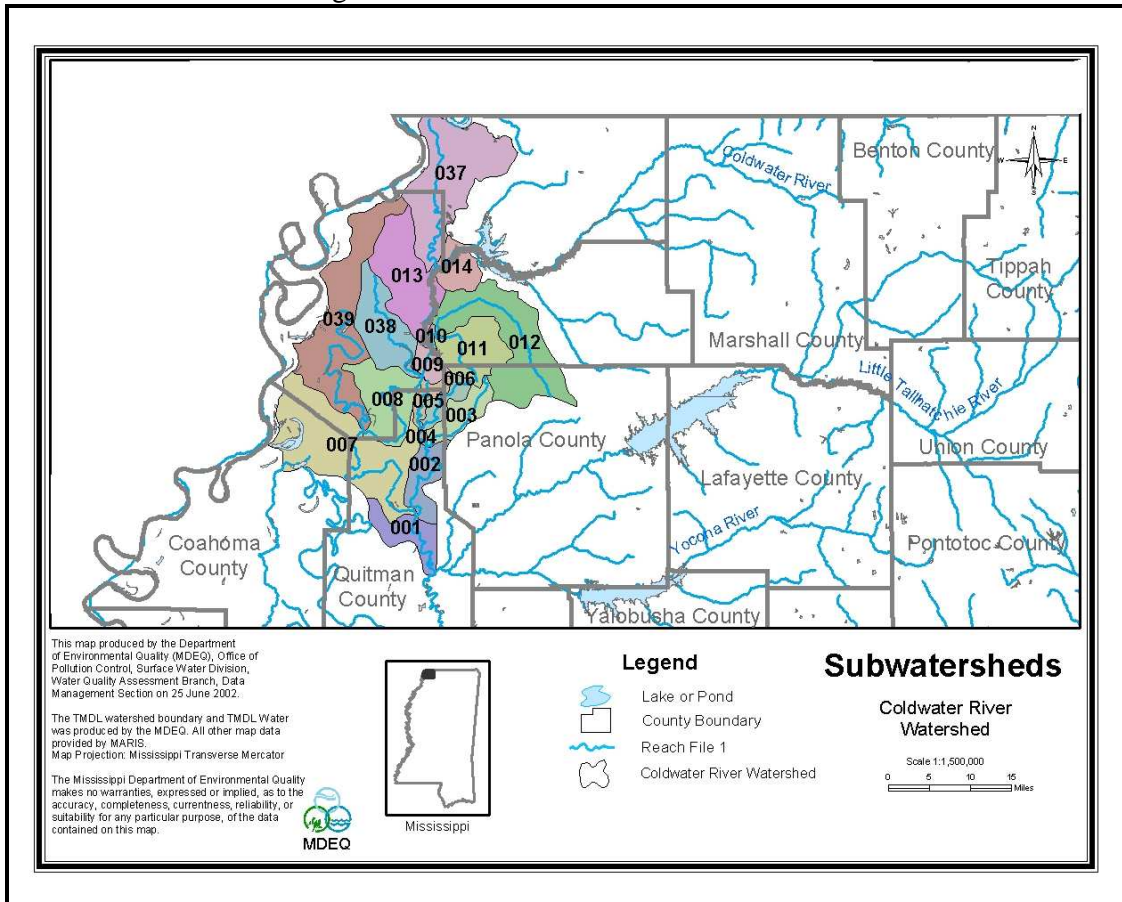 037
Coldwater River
Benton County
N
W
E
S
014
013
Tippah
County
039
038
010
011
012
009
006
Marshall County
Little Tallhatchie River
008
005
003
007
004
Panola County
Union County
002
Lafayette County
001
Yocona River
Coahoma
County
Pontotoc County
Quitman
County
Yalobusha County
This map produced by the Department
of Environmental Quality (MDEQ), Office of
Pollution Control, Surface Water Division,
Water Quality Assessment Branch, Data
Management Section on 25 June 2002.
The TMDL watershed boundary and TMDL Water
was produced by the MDEQ. All other map data
provided by MARIS.
Map Projection: Mississippi Transverse Mercator
The Mississippi Department of Environmental Quality
makes no warranties, expressed or implied, as to the
accuracy, completeness, currentness, reliability, or
suitability for any particular purpose, of the data
contained on this map.
MDEQ
Mississippi
Legend
Lake or Pond
County Boundary
Reach File 1
Coldwater River Watershed
Subwatersheds
Coldwater River
Watershed
Scale 1:1,500,000
0 5 10 15
Miles